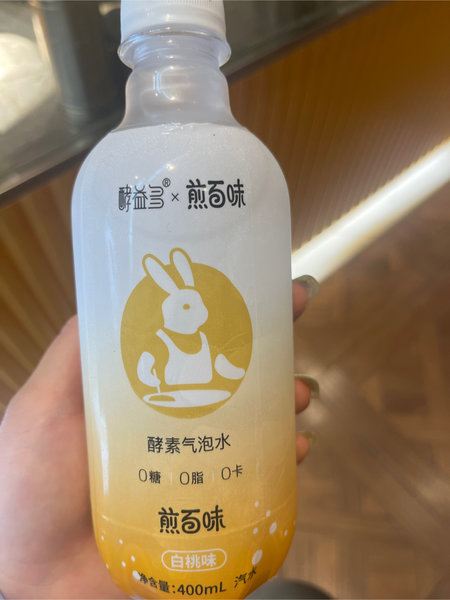 酵益多® × 煎百味
酵素气泡水
0糖 | 0脂 | 0卡
煎百味
白桃味
净含量:400mL 汽水